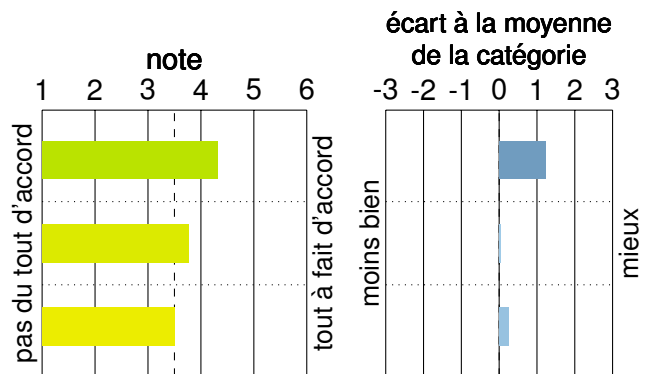 note
1 2 3 4 5 6
pas du tout d'accord
tout à fait d'accord
écart à la moyenne
de la catégorie
-3 -2 -1 0 1 2 3
moins bien
mieux